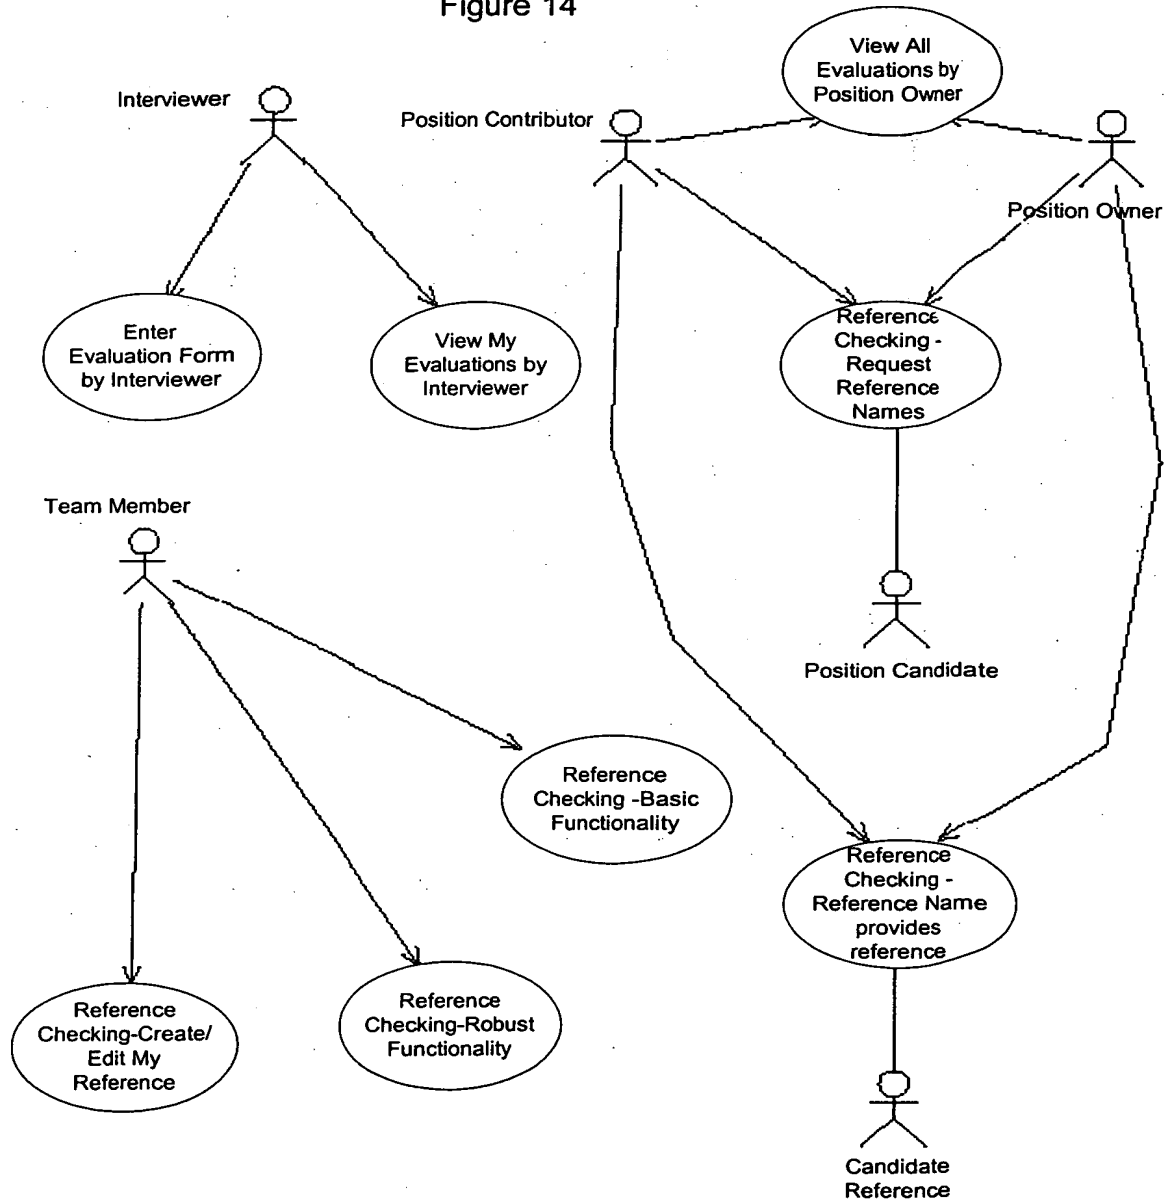 Figure 14
View All
Evaluations by
Position Owner
Interviewer
Position Contributor
Position Owner
Enter
Evaluation Form
by Interviewer
View My
Evaluations by
Interviewer
Reference
Checking -
Request
Reference
Names
Team Member
Position Candidate
Reference
Checking -Basic
Functionality
Reference
Checking -
Reference Name
provides
reference
Reference
Checking-Create/
Edit My
Reference
Reference
Checking-Robust
Functionality
Candidate
Reference